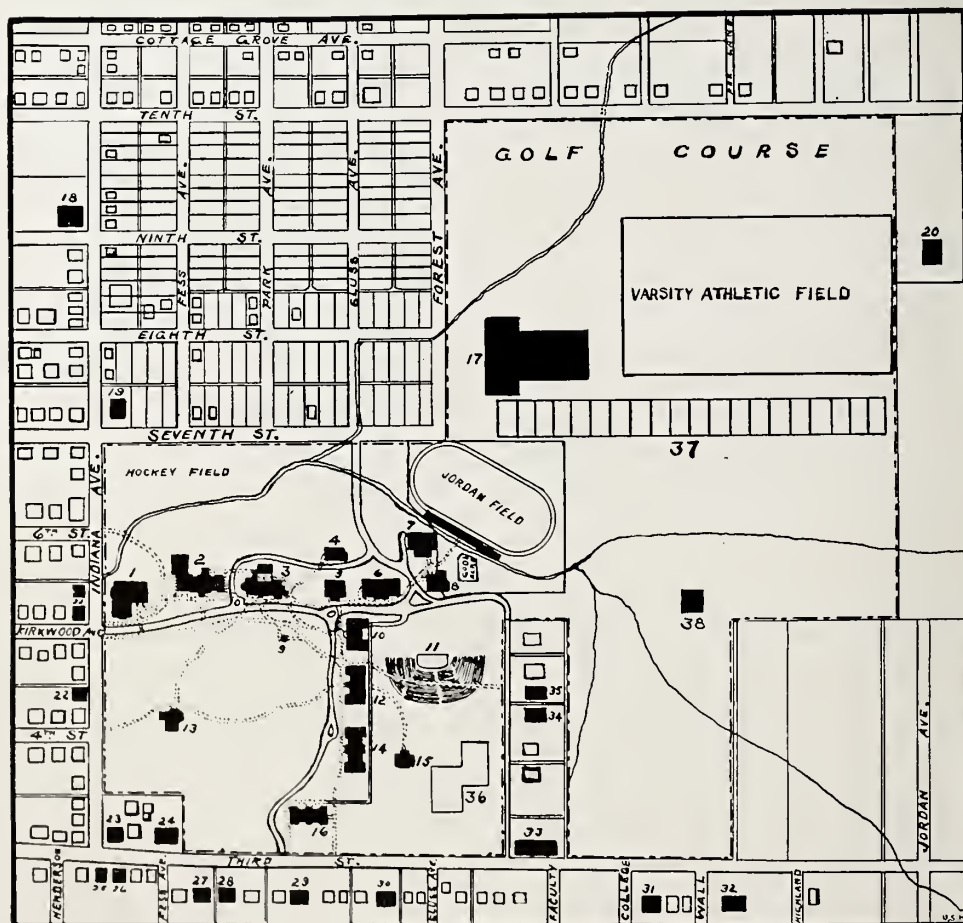 COTTAGE GROVE AVE.
TENTH ST.
GOLF COURSE
FESS AVE.
PARK AVE.
FOREST AVE.
18
NINTH ST.
20
VARSITY ATHLETIC FIELD
EIGHTH ST.
17
19
SEVENTH ST.
37
INDIANA AVE.
HOCKEY FIELD
JORDAN FIELD
6TH ST.
7
4
2
1
3
5
6
8
38
KIRKWOOD AVE
9
10
11
12
35
22
13
34
4TH ST
14
15
36
JORDAN AVE.
16
23
24
33
THIRD ST.
HENDERSON
FESS AVE.
27
28
29
30
FACULTY
COLLEGE
31
WALL
32
HIGHLAND